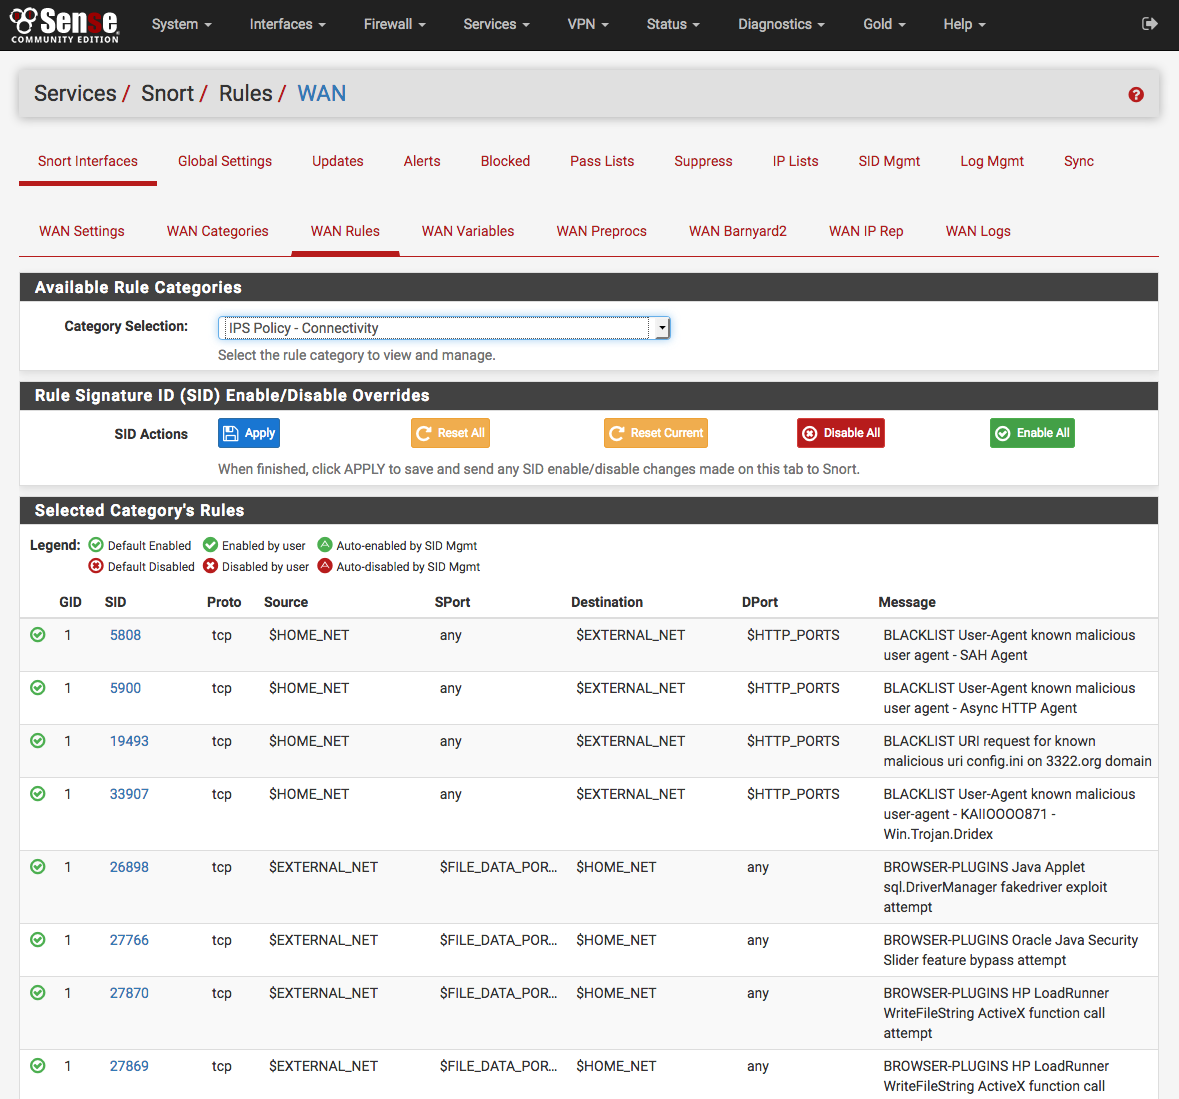 Sense
COMMUNITY EDITION
System Interfaces Firewall Services VPN Status Diagnostics Gold Help
Services / Snort / Rules / WAN
Snort Interfaces Global Settings Updates Alerts Blocked Pass Lists Suppress IP Lists SID Mgmt Log Mgmt Sync
WAN Settings WAN Categories WAN Rules WAN Variables WAN Preprocs WAN Barnyard2 WAN IP Rep WAN Logs
Available Rule Categories
Category Selection: IPS Policy - Connectivity
Select the rule category to view and manage.
Rule Signature ID (SID) Enable/Disable Overrides
SID Actions Apply Reset All Reset Current Disable All Enable All
When finished, click APPLY to save and send any SID enable/disable changes made on this tab to Snort.
Selected Category's Rules
Legend: Default Enabled Enabled by user Auto-enabled by SID Mgmt
Default Disabled Disabled by user Auto-disabled by SID Mgmt
GID SID Proto Source SPort Destination DPort Message
1 5808 tcp $HOME_NET any $EXTERNAL_NET $HTTP_PORTS BLACKLIST User-Agent known malicious
user agent - SAH Agent
1 5900 tcp $HOME_NET any $EXTERNAL_NET $HTTP_PORTS BLACKLIST User-Agent known malicious
user agent - Async HTTP Agent
1 19493 tcp $HOME_NET any $EXTERNAL_NET $HTTP_PORTS BLACKLIST URI request for known
malicious uri config.ini on 3322.org domain
1 33907 tcp $HOME_NET any $EXTERNAL_NET $HTTP_PORTS BLACKLIST User-Agent known malicious
user-agent - KAIIOOOO871 -
Win.Trojan.Dridex
1 26898 tcp $EXTERNAL_NET $FILE_DATA_POR... $HOME_NET any BROWSER-PLUGINS Java Applet
sql.DriverManager fakedriver exploit
attempt
1 27766 tcp $EXTERNAL_NET $FILE_DATA_POR... $HOME_NET any BROWSER-PLUGINS Oracle Java Security
Slider feature bypass attempt
1 27870 tcp $EXTERNAL_NET $FILE_DATA_POR... $HOME_NET any BROWSER-PLUGINS HP LoadRunner
WriteFileString ActiveX function call
attempt
1 27869 tcp $EXTERNAL_NET $FILE_DATA_POR... $HOME_NET any BROWSER-PLUGINS HP LoadRunner
WriteFileString ActiveX function call